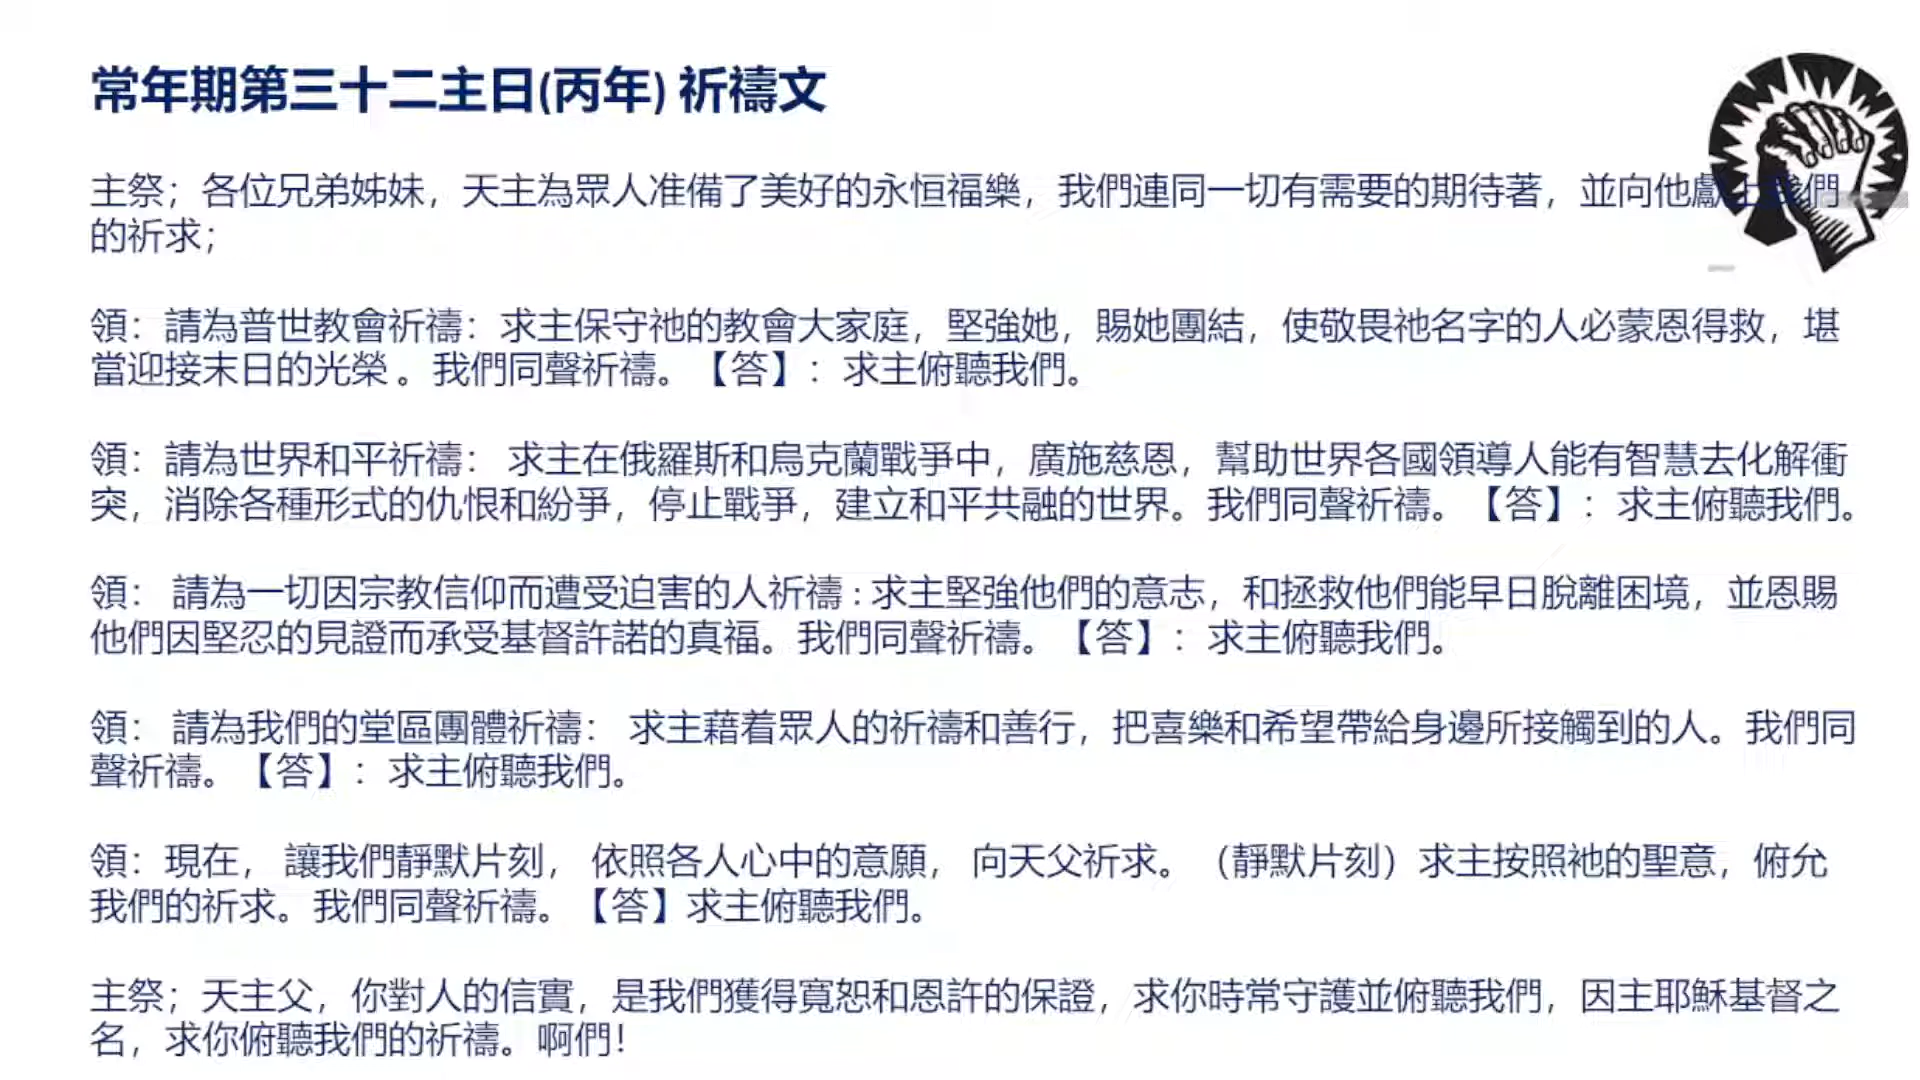 常年期第三十二主日(丙年) 祈禱文
主祭；各位兄弟姊妹，天主為眾人准備了美好的永恒福樂，我們連同一切有需要的期待著，並向他獻上我們
的祈求；
領：請為普世教會祈禱：求主保守祂的教會大家庭，堅強她，賜她團結，使敬畏祂名字的人必蒙恩得救，堪
當迎接末日的光榮 。我們同聲祈禱。【答】：求主俯聽我們。
領：請為世界和平祈禱： 求主在俄羅斯和烏克蘭戰爭中，廣施慈恩，幫助世界各國領導人能有智慧去化解衝
突，消除各種形式的仇恨和紛爭，停止戰爭，建立和平共融的世界。我們同聲祈禱。【答】：求主俯聽我們。
領： 請為一切因宗教信仰而遭受迫害的人祈禱：求主堅強他們的意志，和拯救他們能早日脫離困境，並恩賜
他們因堅忍的見證而承受基督許諾的真福。我們同聲祈禱。【答】：求主俯聽我們。
領： 請為我們的堂區團體祈禱： 求主藉着眾人的祈禱和善行，把喜樂和希望帶給身邊所接觸到的人。我們同
聲祈禱。【答】：求主俯聽我們。
領：現在， 讓我們靜默片刻， 依照各人心中的意願， 向天父祈求。（靜默片刻）求主按照祂的聖意，俯允
我們的祈求。我們同聲祈禱。【答】求主俯聽我們。
主祭；天主父，你對人的信實，是我們獲得寬恕和恩許的保證，求你時常守護並俯聽我們，因主耶穌基督之
名，求你俯聽我們的祈禱。啊們！